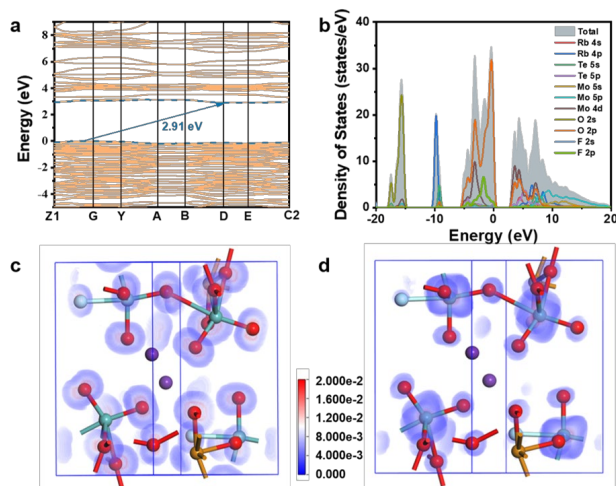 a
8
6
4
2
0
-2
-4
Energy (eV)
2.91 eV
Z1 G Y A B D E C2
b
Density of States (states/eV)
40
30
20
10
0
Total
Rb 4s
Rb 4p
Te 5s
Te 5p
Mo 5s
Mo 5p
Mo 4d
O 2s
O 2p
F 2s
F 2p
-20 -10 0 10 20
Energy (eV)
c
2.000e-2
1.600e-2
1.200e-2
8.000e-3
4.000e-3
0.000
d